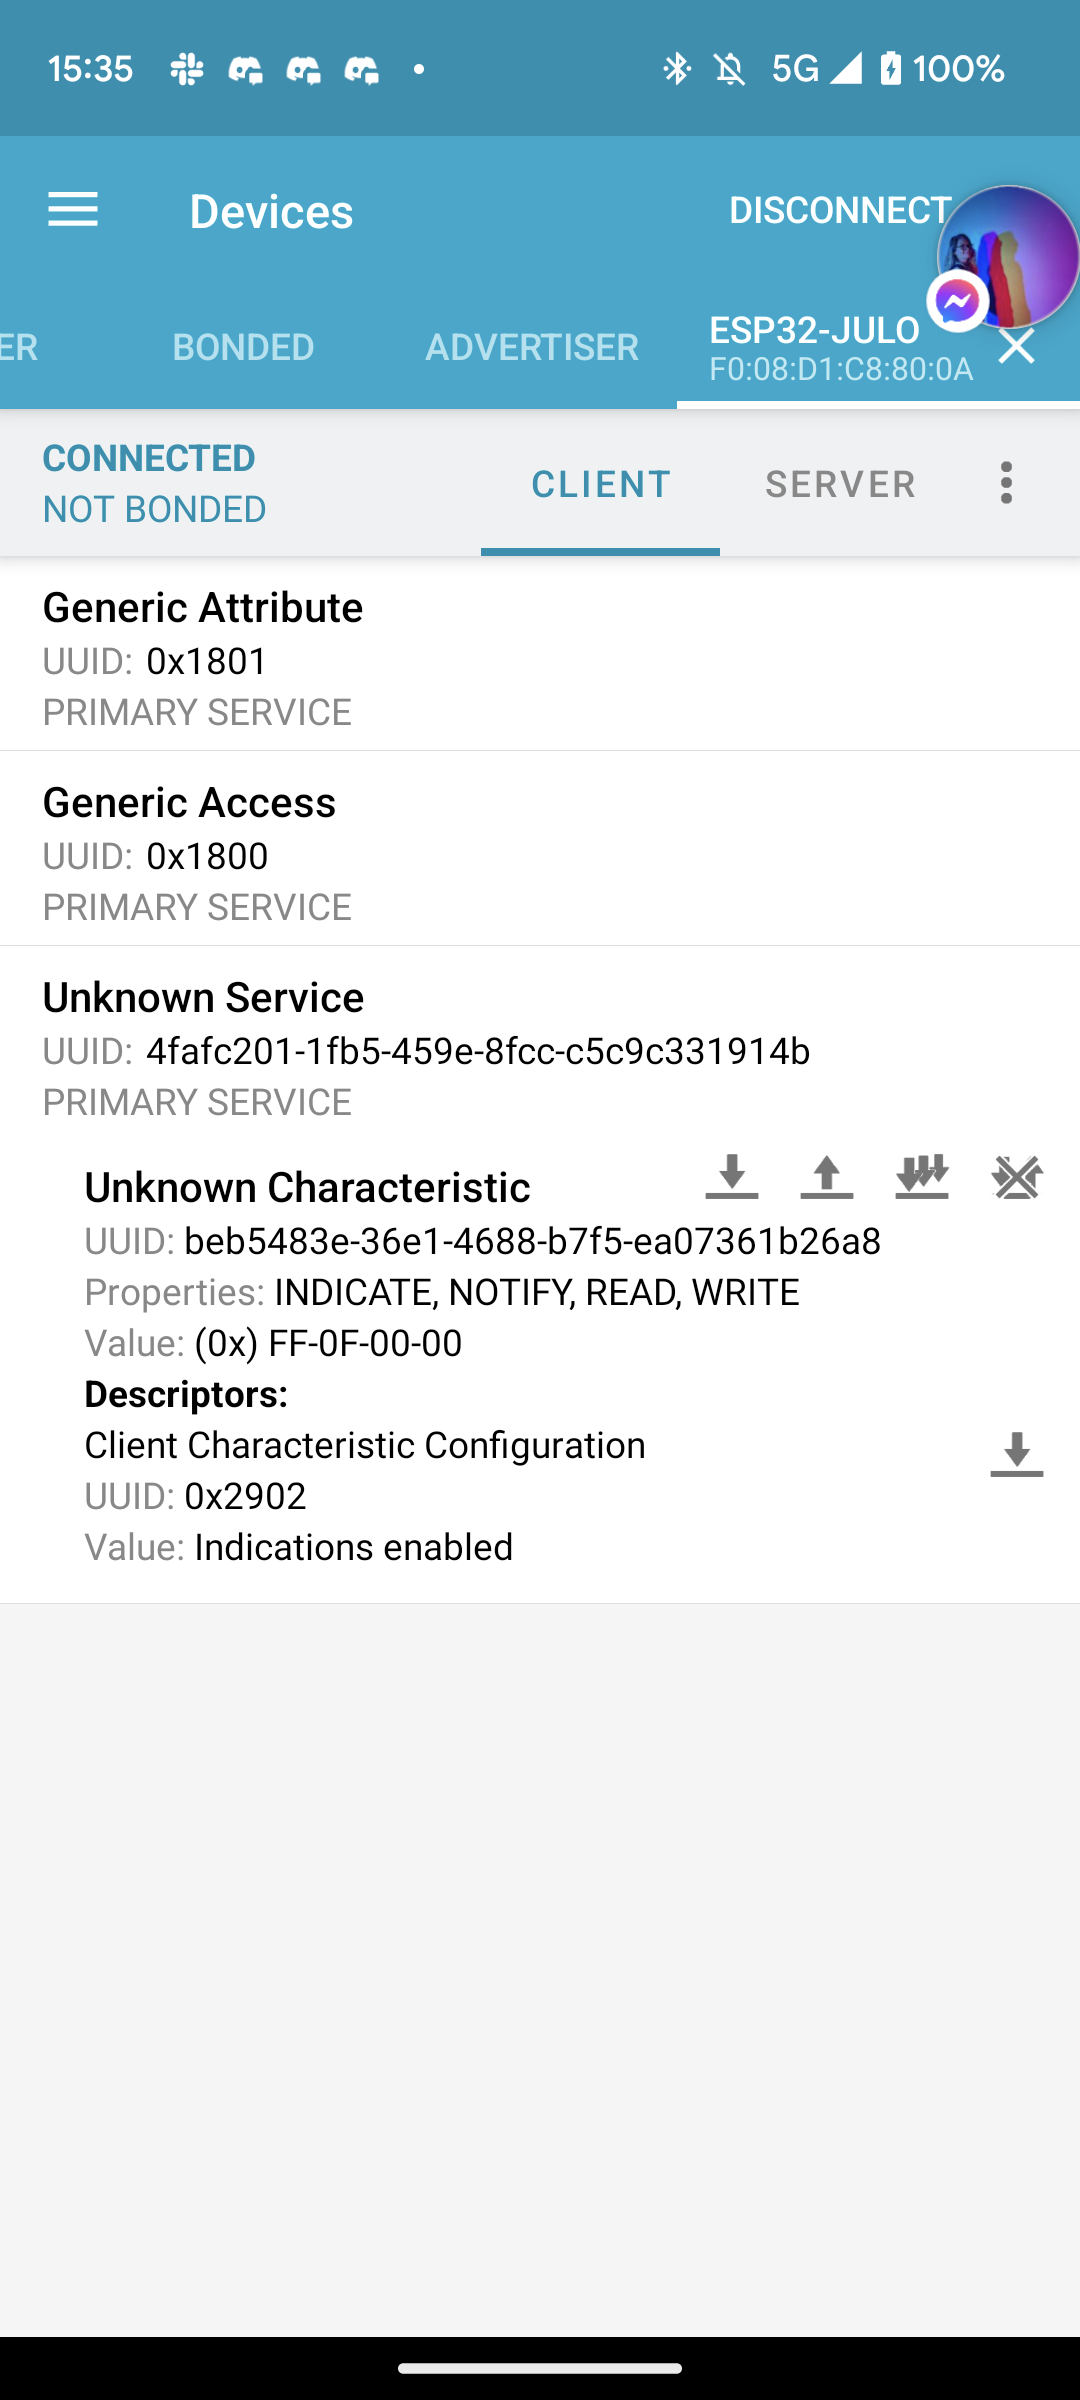 15:35
5G 100%
Devices
DISCONNECT
ER
BONDED
ADVERTISER
ESP32-JULO
F0:08:D1:C8:80:0A
CONNECTED
NOT BONDED
CLIENT
SERVER
Generic Attribute
UUID: 0x1801
PRIMARY SERVICE
Generic Access
UUID: 0x1800
PRIMARY SERVICE
Unknown Service
UUID: 4fafc201-1fb5-459e-8fcc-c5c9c331914b
PRIMARY SERVICE
Unknown Characteristic
UUID: beb5483e-36e1-4688-b7f5-ea07361b26a8
Properties: INDICATE, NOTIFY, READ, WRITE
Value: (0x) FF-0F-00-00
Descriptors:
Client Characteristic Configuration
UUID: 0x2902
Value: Indications enabled